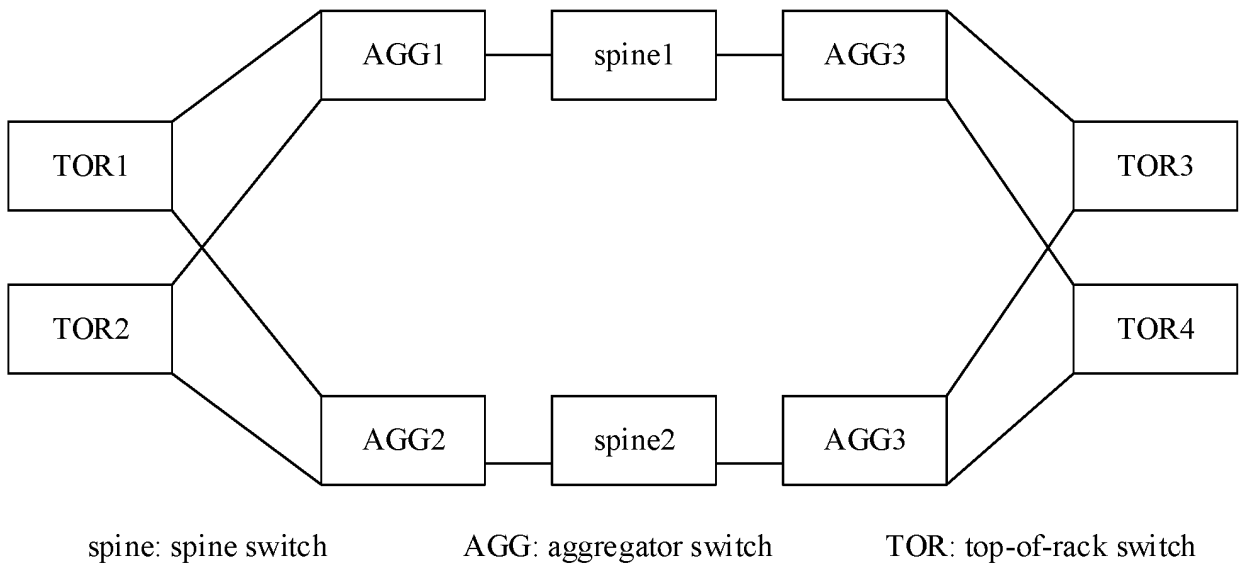 AGG1 spine1 AGG3
TOR1 TOR3
TOR2 TOR4
AGG2 spine2 AGG3
spine: spine switch AGG: aggregator switch TOR: top-of-rack switch